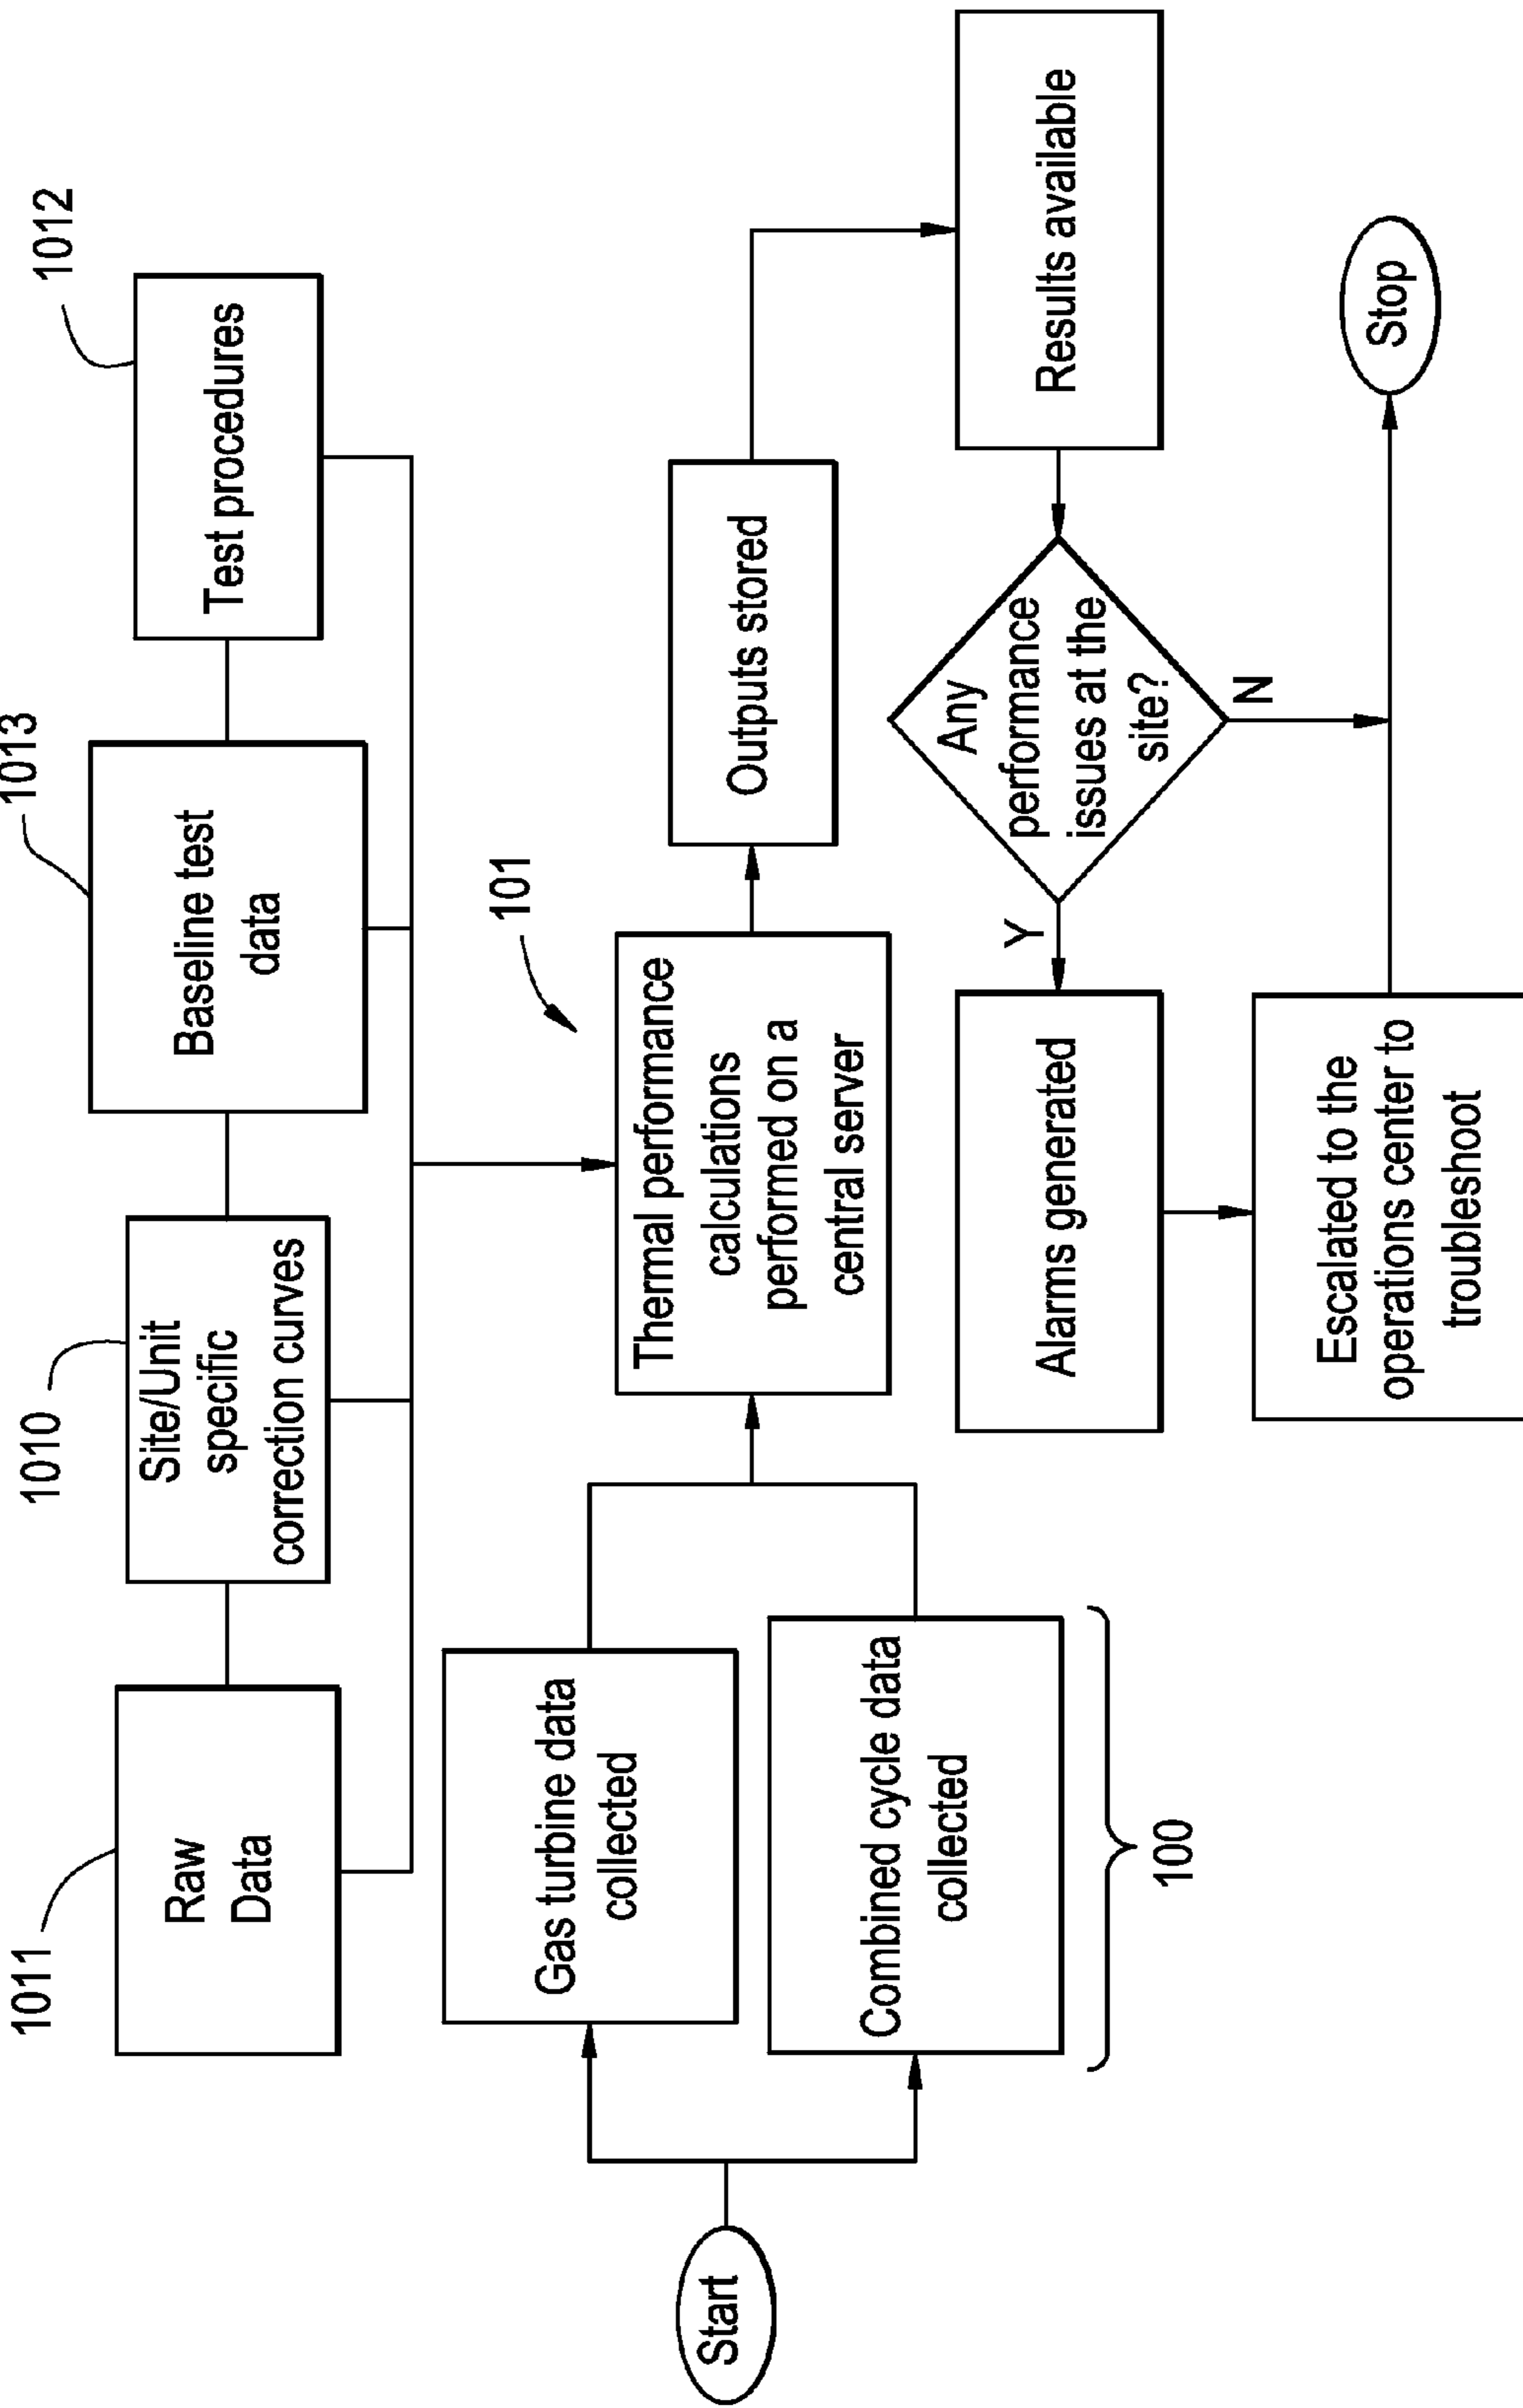 1011
1010
1013
1012
Raw
Data
Site/Unit
specific
correction curves
Baseline test
data
Test procedures
Start
Gas turbine data
collected
Combined cycle data
collected
100
101
Thermal performance
calculations
performed on a
central server
Outputs stored
Results available
Any
performance
issues at the
site?
Y
N
Alarms generated
Escalated to the
operations center to
troubleshoot
Stop